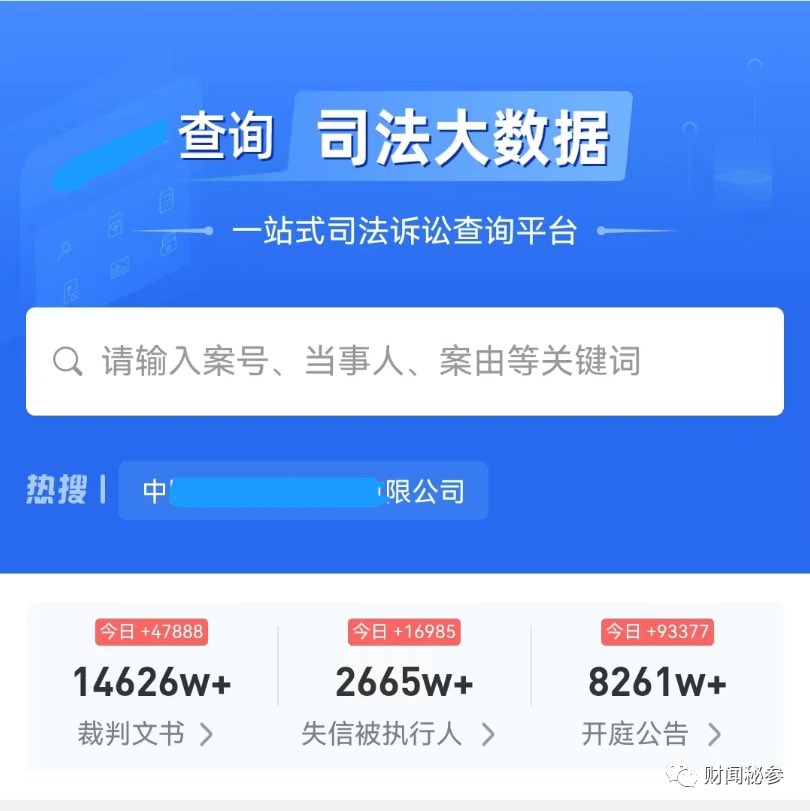 查询 司法大数据
一站式司法诉讼查询平台
请输入案号、当事人、案由等关键词
热搜 中 限公司
今日 +47888 今日 +16985 今日 +93377
14626w+ 2665w+ 8261w+
裁判文书 失信被执行人 开庭公告
财闻秘参